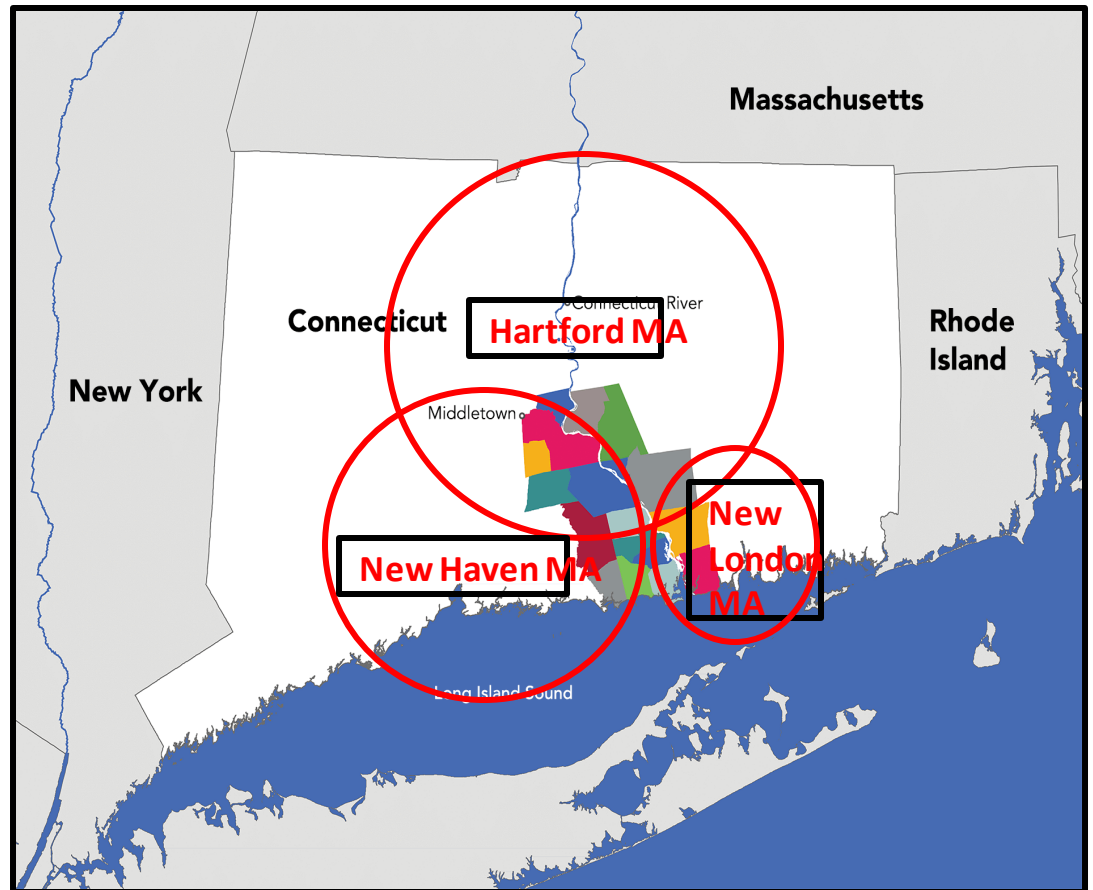 Massachusetts
Connecticut River
Connecticut
Hartford MA
Rhode
Island
New York
Middletown
New
London
MA
New Haven MA
Long Island Sound